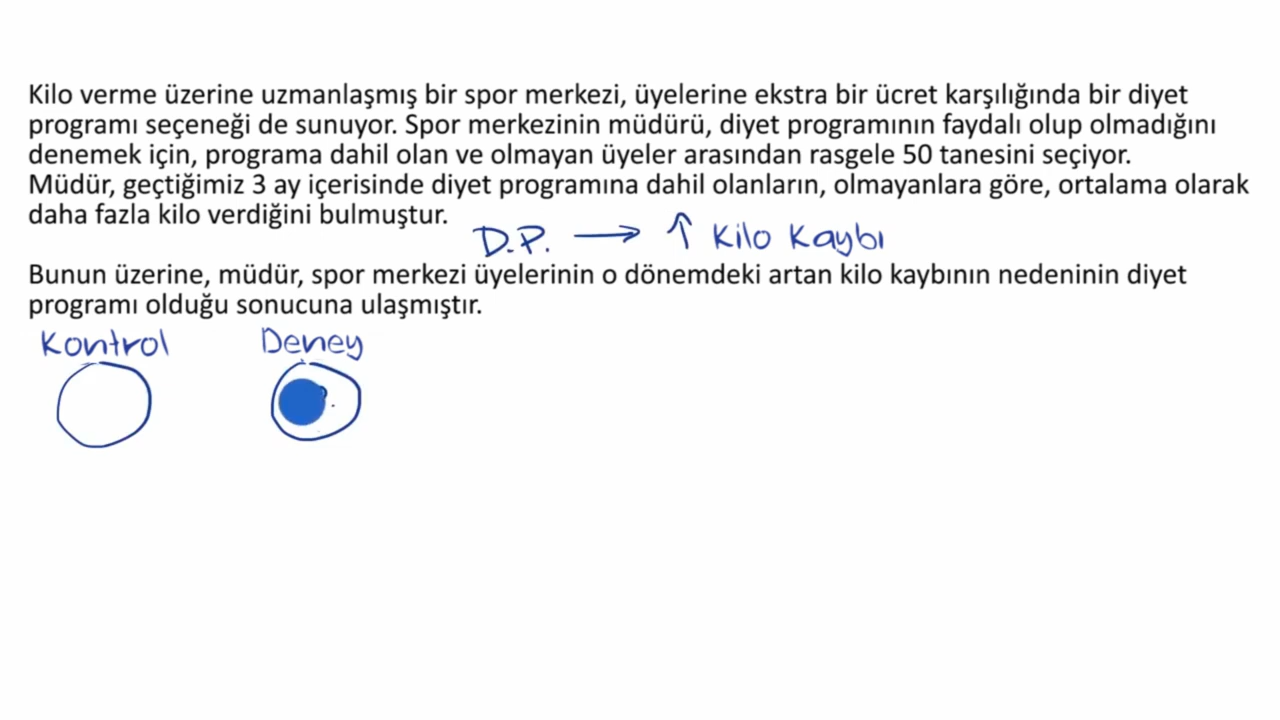 Kilo verme üzerine uzmanlaşmış bir spor merkezi, üyelerine ekstra bir ücret karşılığında bir diyet
programı seçeneği de sunuyor. Spor merkezinin müdürü, diyet programının faydalı olup olmadığını
denemek için, programa dahil olan ve olmayan üyeler arasından rasgele 50 tanesini seçiyor.
Müdür, geçtiğimiz 3 ay içerisinde diyet programına dahil olanların, olmayanlara göre, ortalama olarak
daha fazla kilo verdiğini bulmuştur.
D.P. → ↑ Kilo Kaybı
Bunun üzerine, müdür, spor merkezi üyelerinin o dönemdeki artan kilo kaybının nedeninin diyet
programı olduğu sonucuna ulaşmıştır.
Kontrol Deney